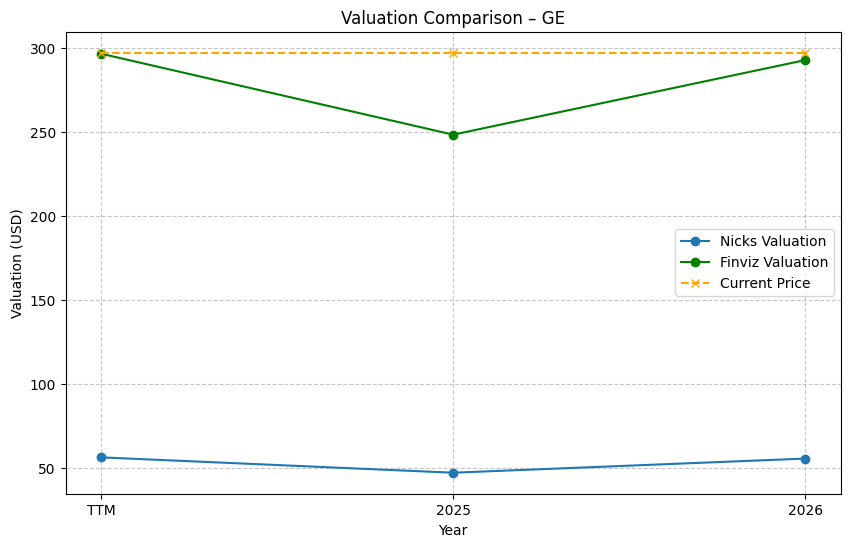 Valuation Comparison – GE
Valuation (USD)
300
250
200
150
100
50
Nicks Valuation
Finviz Valuation
Current Price
TTM
2025
2026
Year